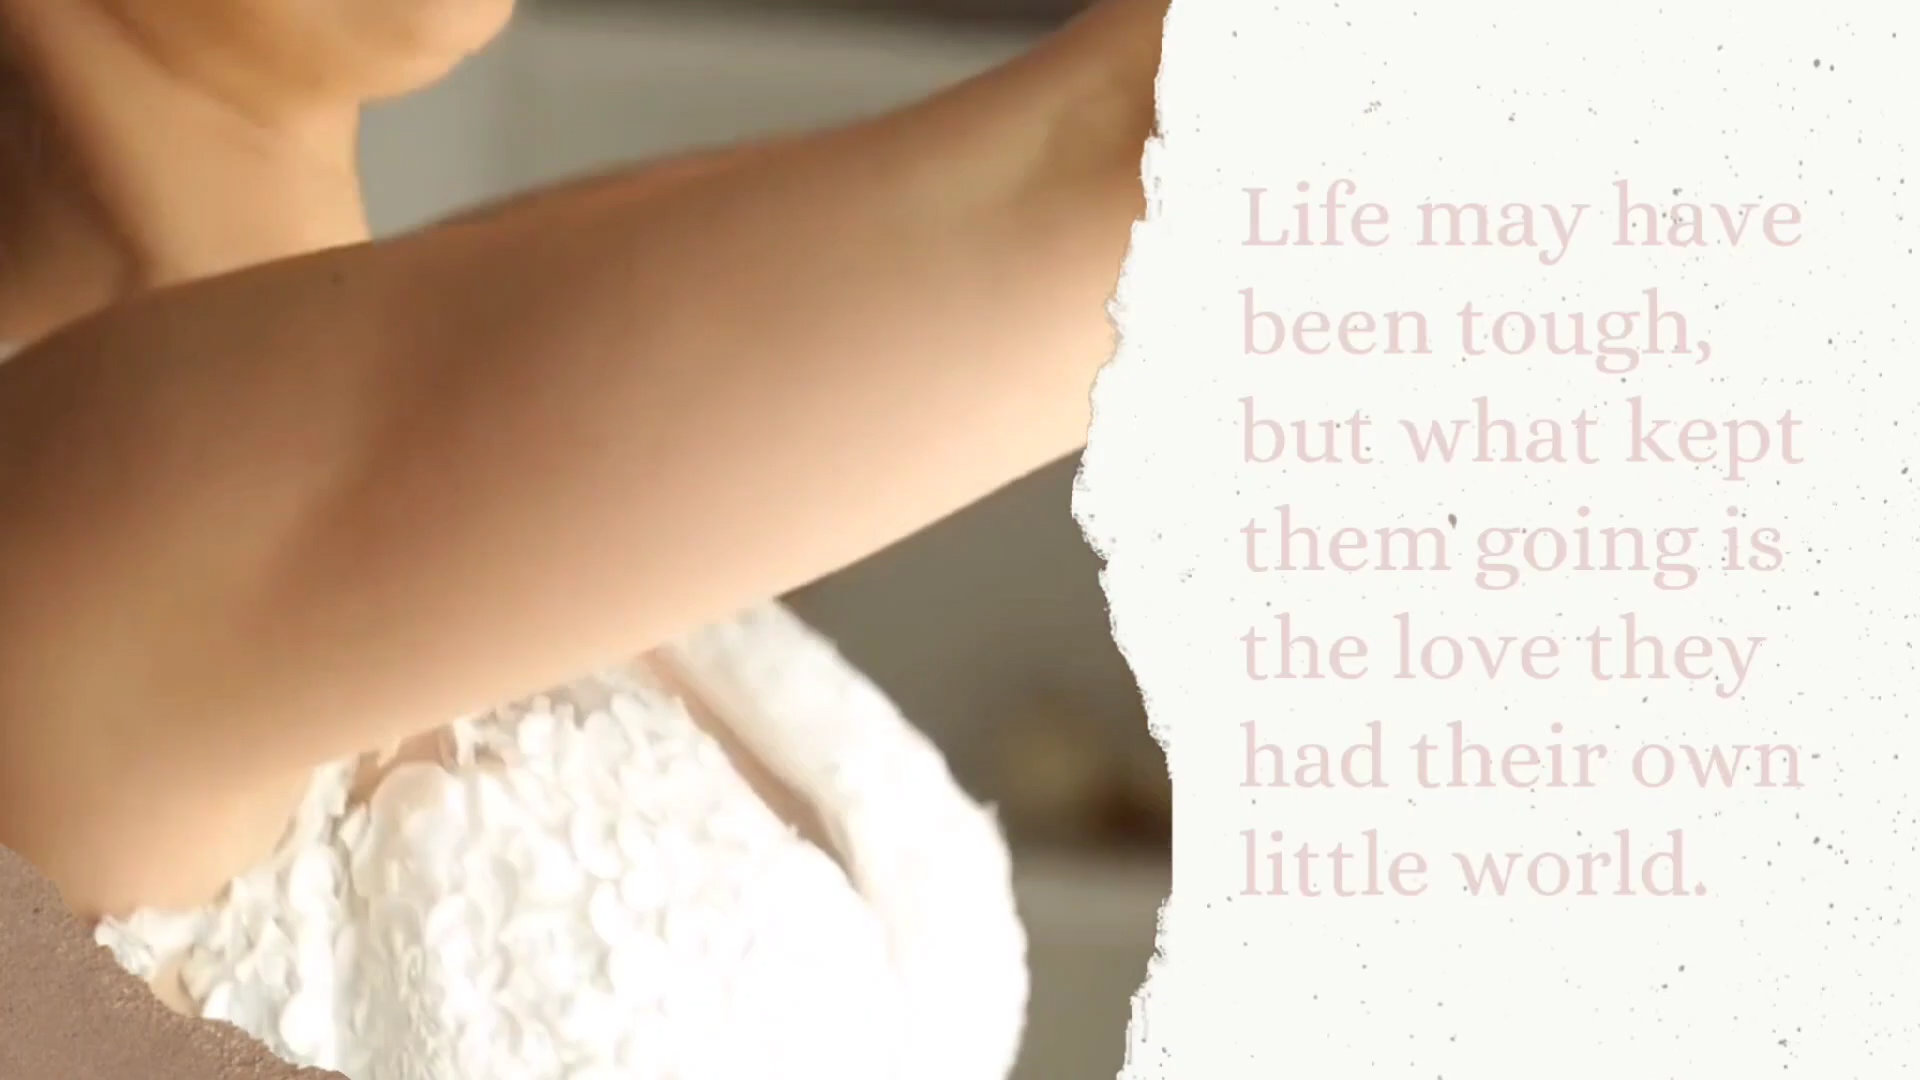 Life may have
been tough,
but what kept
them going is
the love they
had their own
little world.